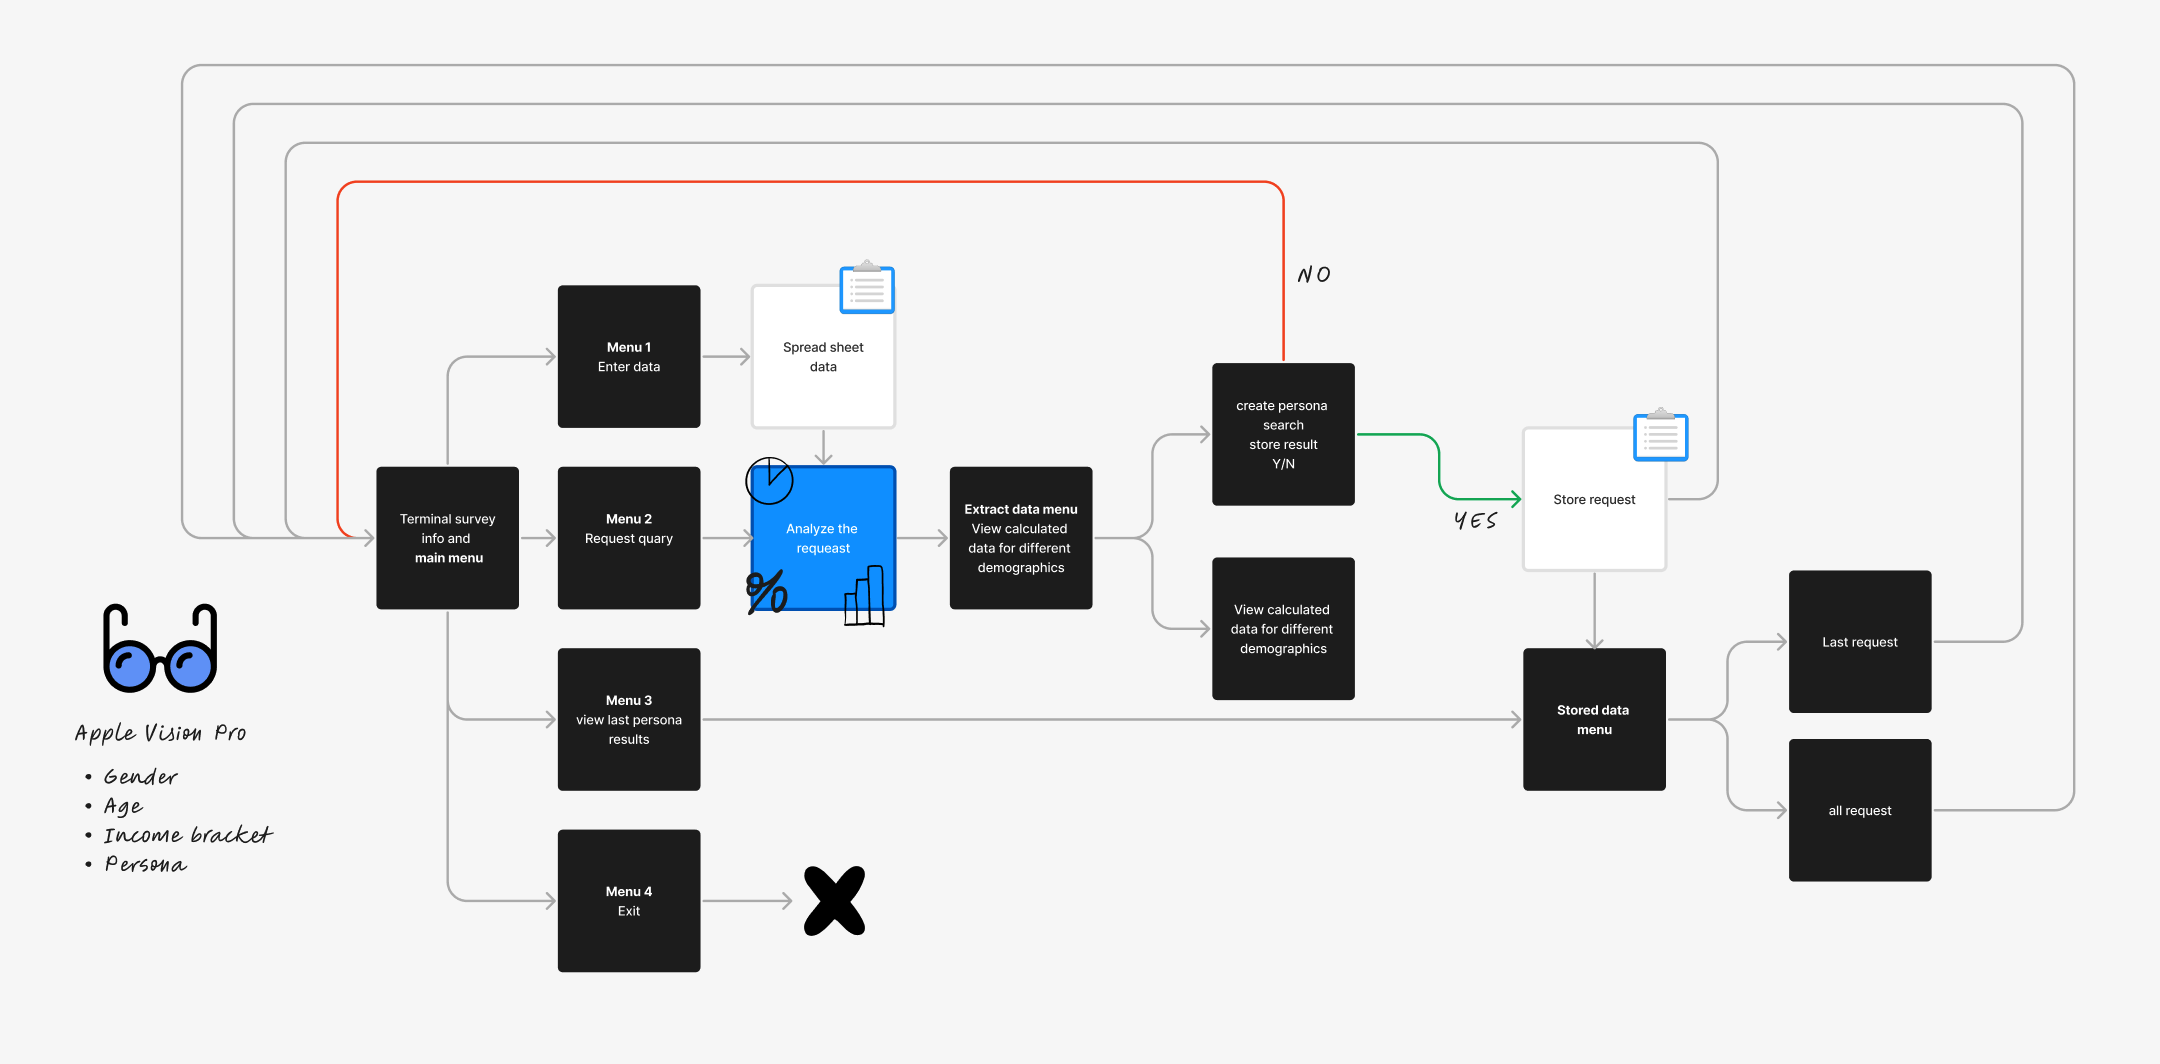 NO
Menu 1
Enter data
Spread sheet
data
create persona
search
store result
Y/N
Store request
YES
Terminal survey
info and
main menu
Menu 2
Request quary
Analyze the
requeast
%
Extract data menu
View calculated
data for different
demographics
View calculated
data for different
demographics
Last request
Menu 3
view last persona
results
Stored data
menu
all request
Apple Vision Pro
• Gender
• Age
• Income bracket
• Persona
Menu 4
Exit